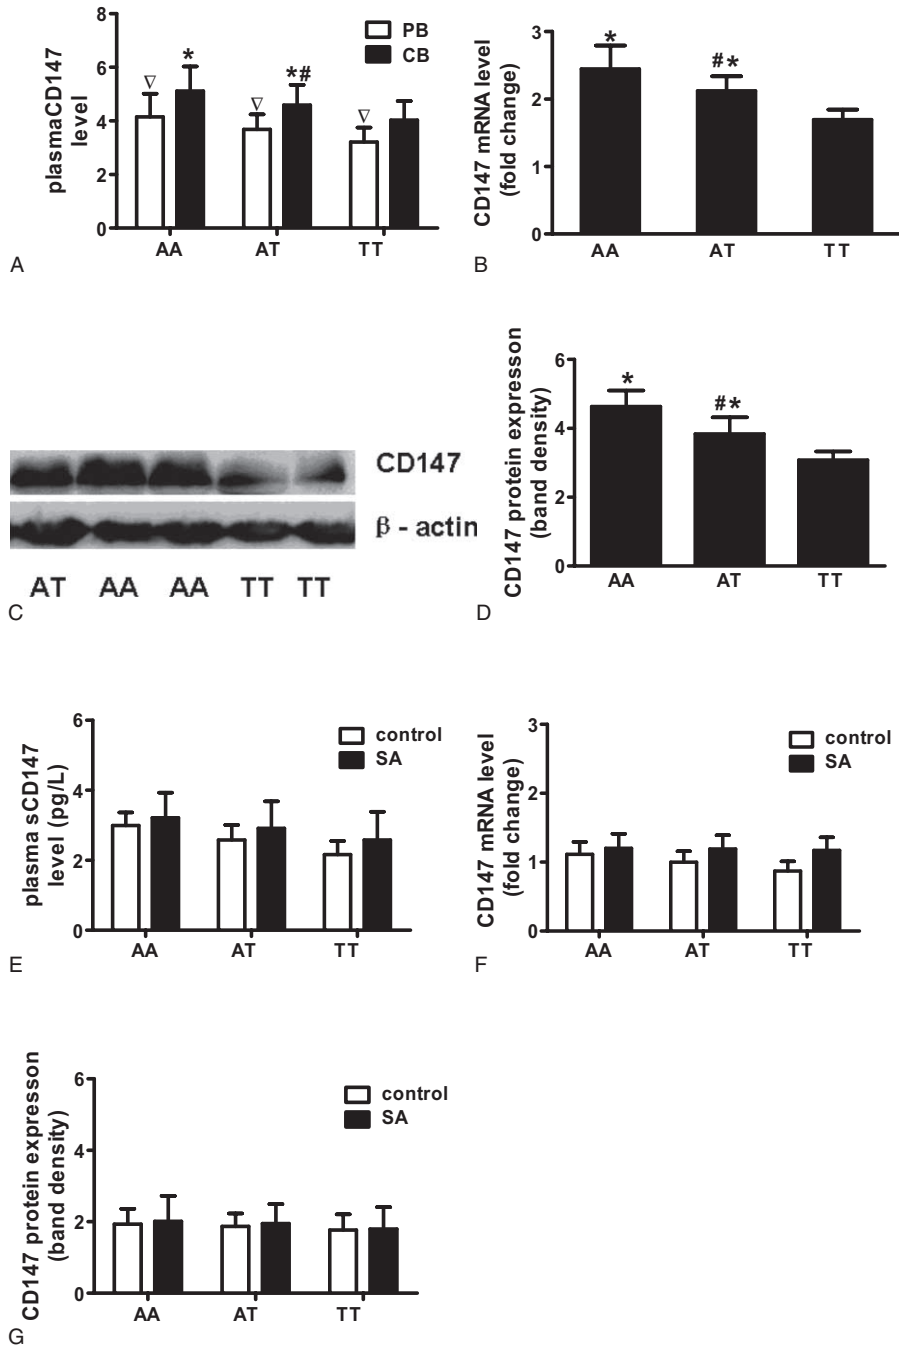 plasmaCD147
level
8
6
4
2
0
PB
CB
∇
*
∇
*#
∇
AA
AT
TT
A
CD147 mRNA level
(fold change)
3
2
1
0
*
#*
AA
AT
TT
B
CD147
β - actin
AT AA AA TT TT
C
CD147 protein expresson
(band density)
6
4
2
0
*
#*
AA
AT
TT
D
plasma sCD147
level (pg/L)
6
4
2
0
control
SA
AA
AT
TT
E
CD147 mRNA level
(fold change)
3
2
1
0
control
SA
AA
AT
TT
F
CD147 protein expresson
(band density)
6
4
2
0
control
SA
AA
AT
TT
G